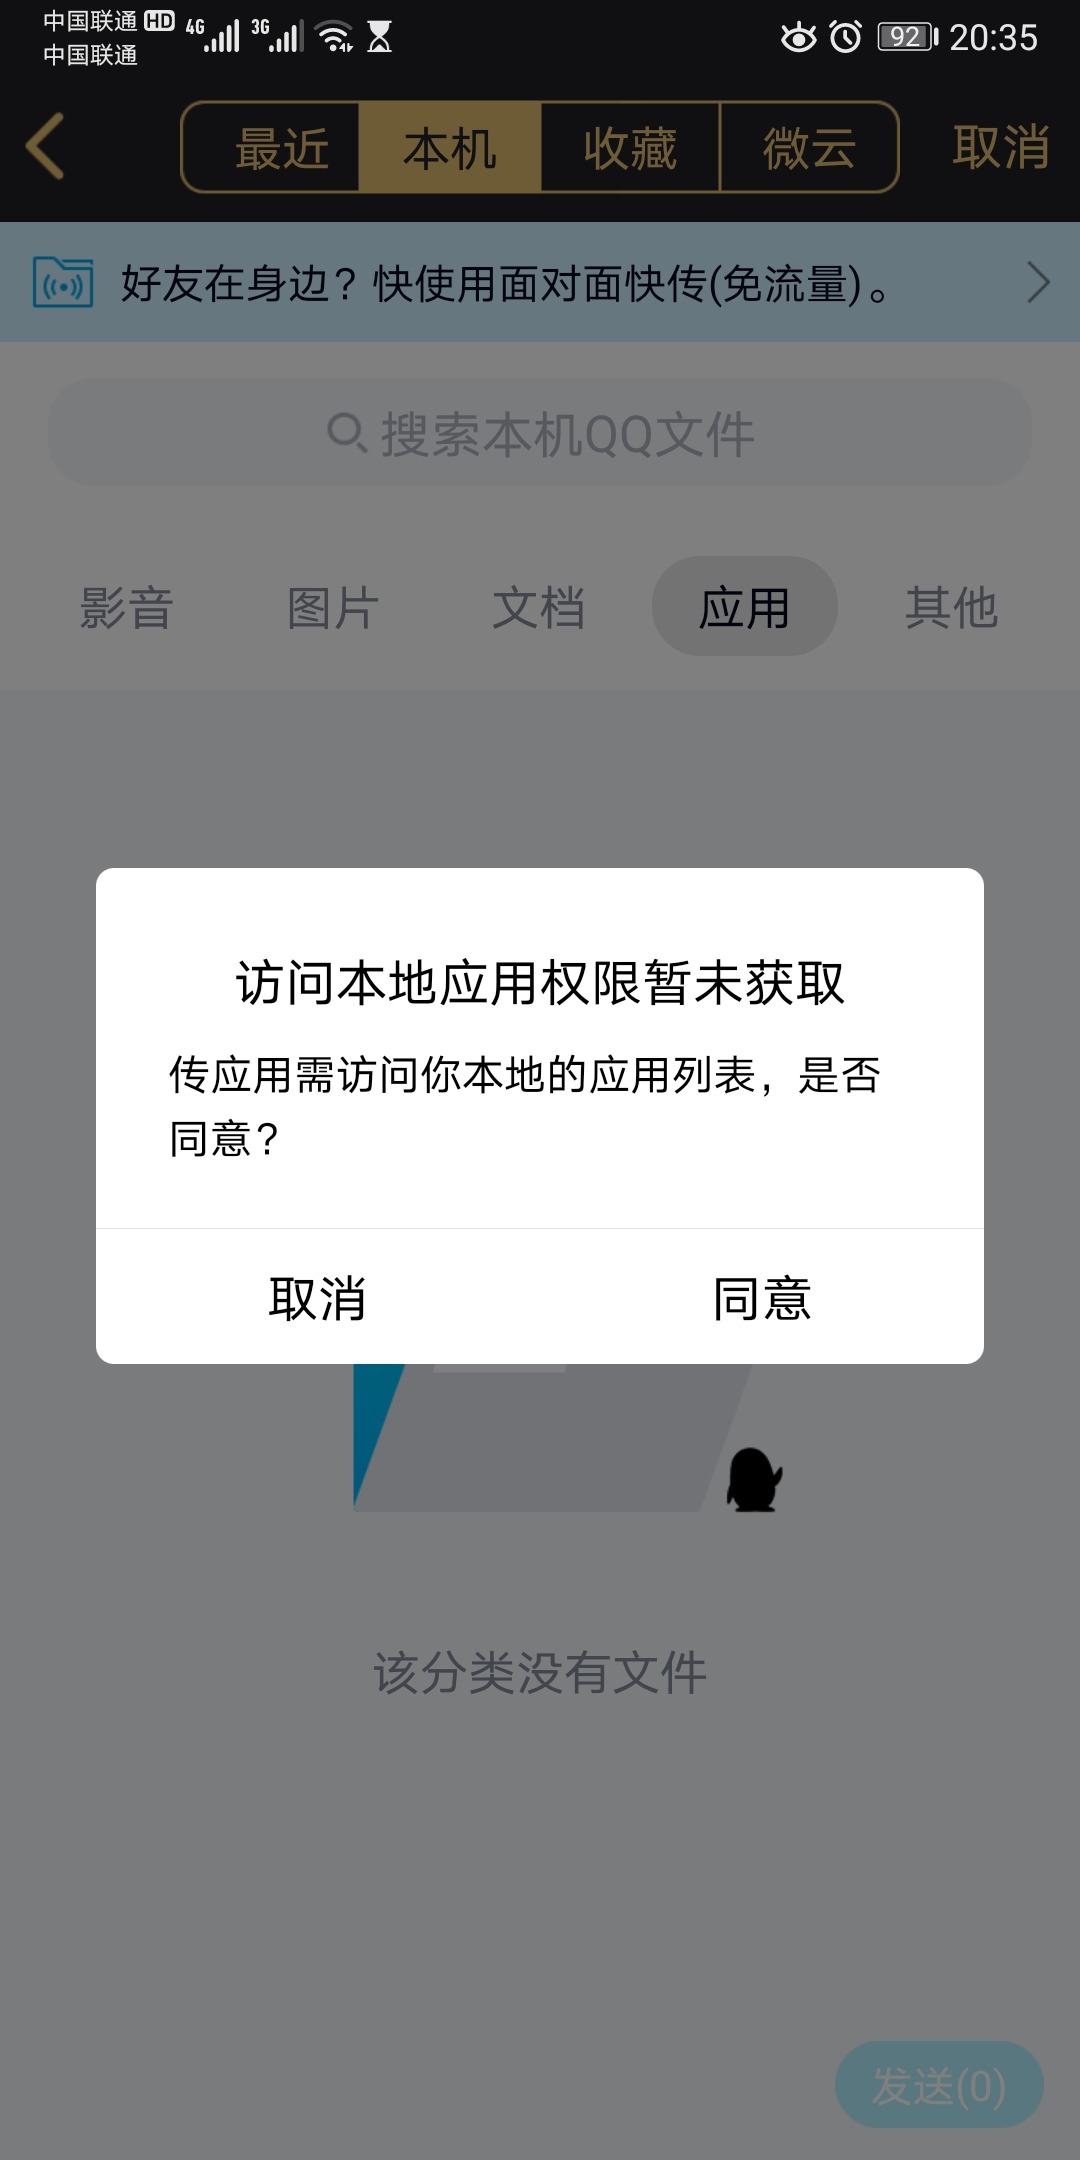 中国联通 HD 4G 3G 92 20:35
中国联通
最近 本机 收藏 微云 取消
好友在身边？快使用面对面快传(免流量)。
搜索本机QQ文件
影音 图片 文档 应用 其他
访问本地应用权限暂未获取
传应用需访问你本地的应用列表，是否
同意？
取消 同意
该分类没有文件
发送(0)